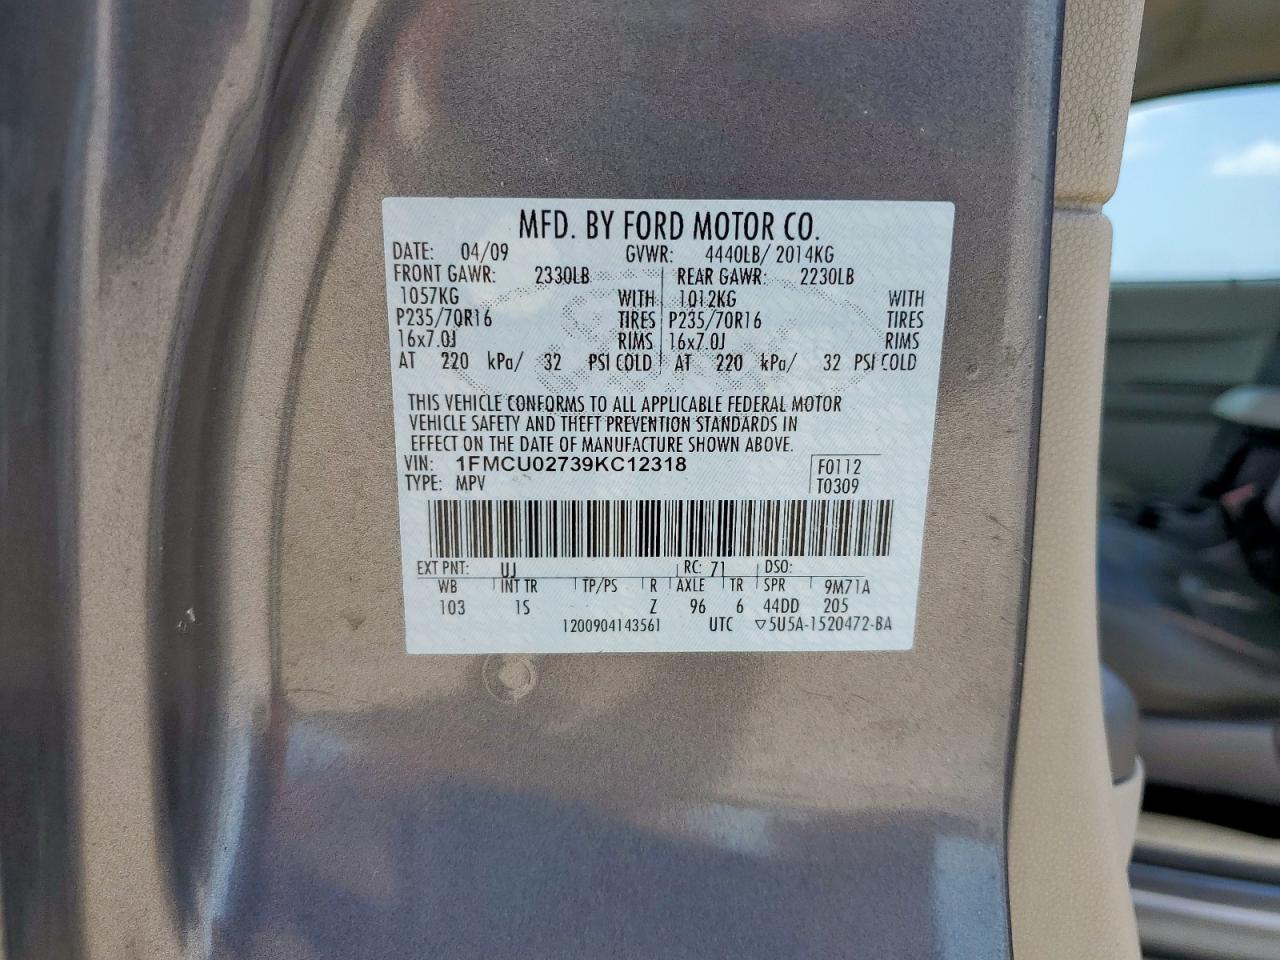 MFD. BY FORD MOTOR CO.
DATE: 04/09 GVWR: 4440LB/ 2014KG
FRONT GAWR: 2330LB REAR GAWR: 2230LB
1057KG WITH 1012KG WITH
P235/70R16 TIRES P235/70R16 TIRES
16x7.0J RIMS 16x7.0J RIMS
AT 220 kPa/ 32 PSI COLD AT 220 kPa/ 32 PSI COLD
THIS VEHICLE CONFORMS TO ALL APPLICABLE FEDERAL MOTOR
VEHICLE SAFETY AND THEFT PREVENTION STANDARDS IN
EFFECT ON THE DATE OF MANUFACTURE SHOWN ABOVE.
VIN: 1FMCU02739KC12318 F0112
TYPE: MPV T0309
EXT PNT: UJ RC: 71 DSO:
WB INT TR TP/PS R AXLE TR SPR 9M71A
103 1S Z 96 6 44DD 205
1200904143561 UTC ▽5U5A-1520472-BA